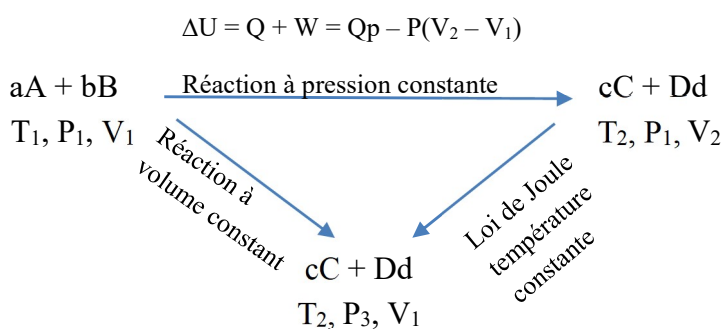 ΔU = Q + W = Qp – P(V₂ – V₁)
aA + bB
Réaction à pression constante
cC + Dd
T₁, P₁, V₁
T₂, P₁, V₂
Réaction à
volume constant
Loi de Joule
température
constante
cC + Dd
T₂, P₃, V₁